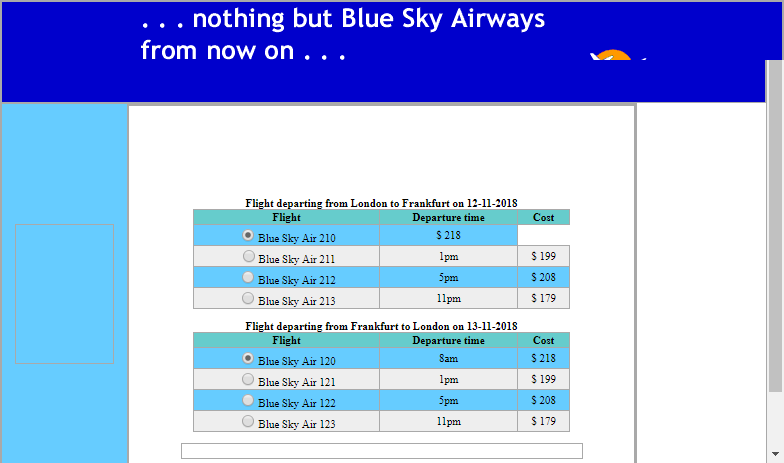 . . . nothing but Blue Sky Airways
from now on . . .
Flight departing from London to Frankfurt on 12-11-2018
Flight Departure time Cost
Blue Sky Air 210 $ 218
Blue Sky Air 211 1pm $ 199
Blue Sky Air 212 5pm $ 208
Blue Sky Air 213 11pm $ 179
Flight departing from Frankfurt to London on 13-11-2018
Flight Departure time Cost
Blue Sky Air 120 8am $ 218
Blue Sky Air 121 1pm $ 199
Blue Sky Air 122 5pm $ 208
Blue Sky Air 123 11pm $ 179